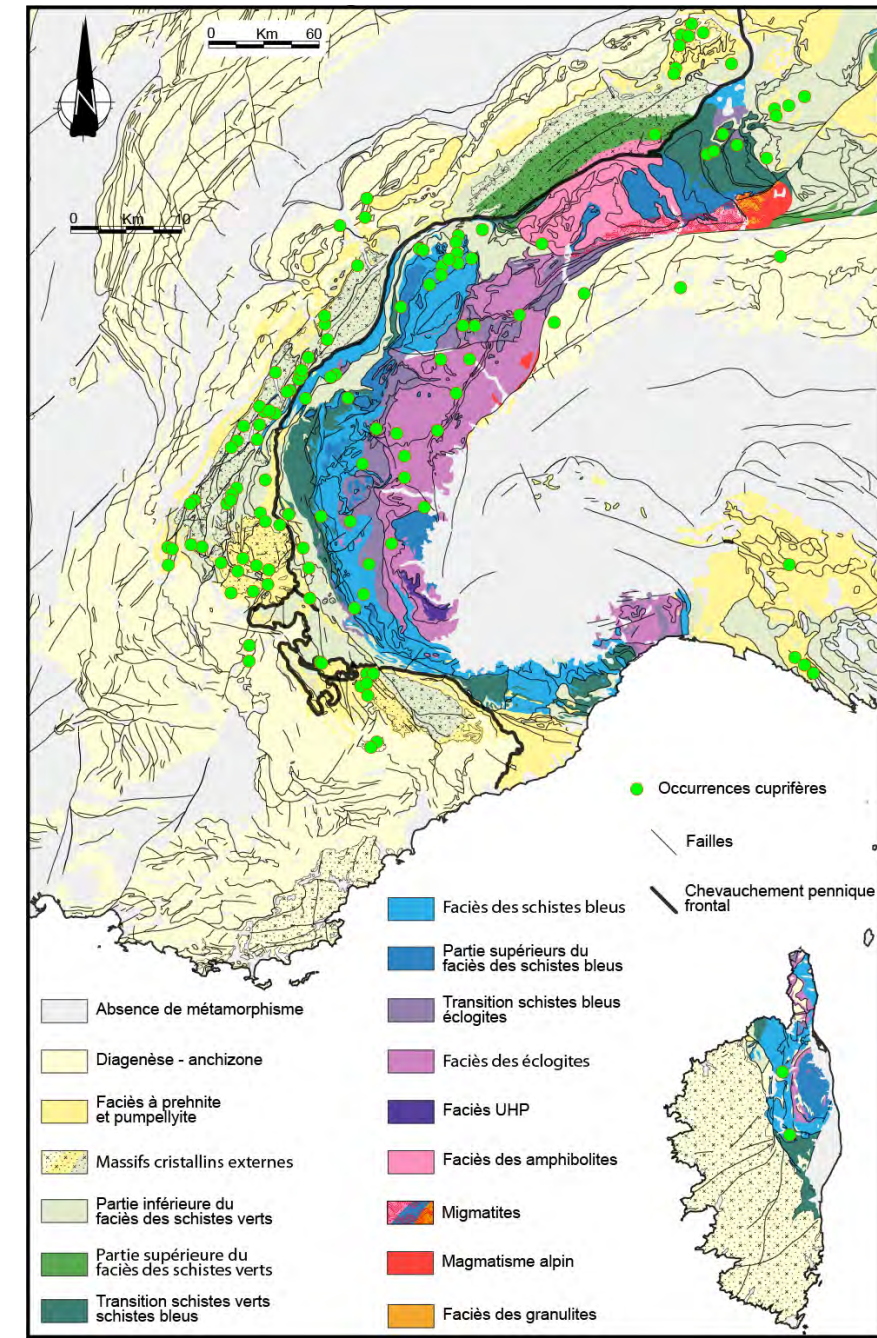 0 Km 60
N
0 Km 10
Occurrences cuprifères
Failles
Chevauchement pennique
frontal
Faciès des schistes bleus
Partie supérieurs du
faciès des schistes bleus
Transition schistes bleus
éclogites
Faciès des éclogites
Faciès UHP
Faciès des amphibolites
Migmatites
Magmatisme alpin
Faciès des granulites
Absence de métamorphisme
Diagenèse - anchizone
Faciès à prehnite
et pumpellyite
Massifs cristallins externes
Partie inférieure du
faciès des schistes verts
Partie supérieure du
faciès des schistes verts
Transition schistes verts
schistes bleus